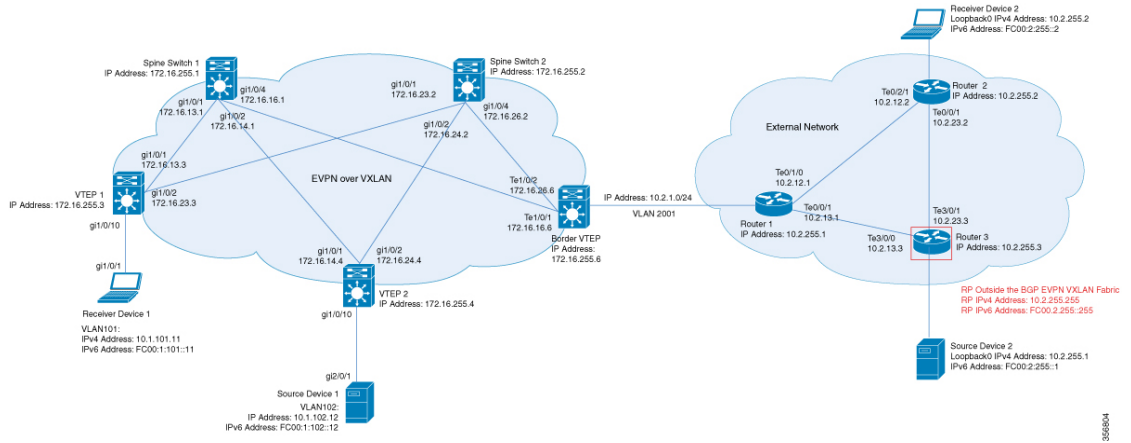 Receiver Device 2
Loopback0 IPv4 Address: 10.2.255.2
IPv6 Address: FC00:2:255::2
Spine Switch 1
IP Address: 172.16.255.1
Spine Switch 2
IP Address: 172.16.255.2
gi1/0/4
172.16.16.1
gi1/0/1
172.16.13.1
gi1/0/2
172.16.14.1
gi1/0/1
172.16.23.2
gi1/0/4
172.16.26.2
gi1/0/2
172.16.24.2
Te0/2/1
10.2.12.2
Router 2
IP Address: 10.2.255.2
Te0/0/1
10.2.23.2
External Network
gi1/0/1
172.16.13.3
EVPN over VXLAN
Te1/0/2
172.16.26.6
Te0/1/0
10.2.12.1
VTEP 1
IP Address: 172.16.255.3
gi1/0/2
172.16.23.3
gi1/0/10
Te1/0/1
172.16.16.6
IP Address: 10.2.1.0/24
VLAN 2001
Te0/0/1
10.2.13.1
Router 1
IP Address: 10.2.255.1
Te3/0/1
10.2.23.3
Te3/0/0
10.2.13.3
Router 3
IP Address: 10.2.255.3
Border VTEP
IP Address:
172.16.255.6
gi1/0/1
172.16.14.4
gi1/0/2
172.16.24.4
gi1/0/1
VTEP 2
IP Address: 172.16.255.4
gi1/0/10
RP Outside the BGP EVPN VXLAN Fabric
RP IPv4 Address: 10.2.255.255
RP IPv6 Address: FC00.2.255::255
Receiver Device 1
VLAN101:
IPv4 Address: 10.1.101.11
IPv6 Address: FC00:1:101::11
Source Device 2
Loopback0 IPv4 Address: 10.2.255.1
IPv6 Address: FC00:2:255::1
gi2/0/1
Source Device 1
VLAN102:
IP Address: 10.1.102.12
IPv6 Address: FC00:1:102::12
356804